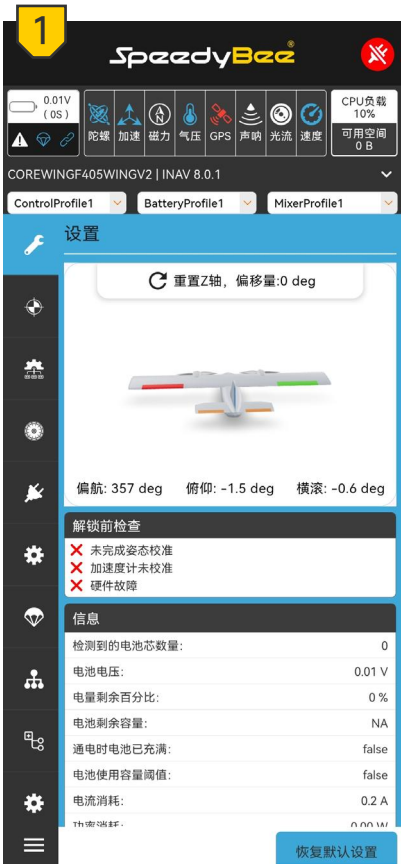 1
SpeedyBee
0.01V
(0S)
陀螺 加速 磁力 气压 GPS 声呐 光流 速度
CPU负载
10%
可用空间
0 B
COREWINGF405WINGV2 | INAV 8.0.1
ControlProfile1 BatteryProfile1 MixerProfile1
设置
重置Z轴，偏移量:0 deg
偏航: 357 deg 俯仰: -1.5 deg 横滚: -0.6 deg
解锁前检查
未完成姿态校准
加速度计未校准
硬件故障
信息
检测到的电池芯数量: 0
电池电压: 0.01 V
电量剩余百分比: 0 %
电池剩余容量: NA
通电时电池已充满: false
电池使用容量阈值: false
电流消耗: 0.2 A
功率消耗: 0.00 W
恢复默认设置